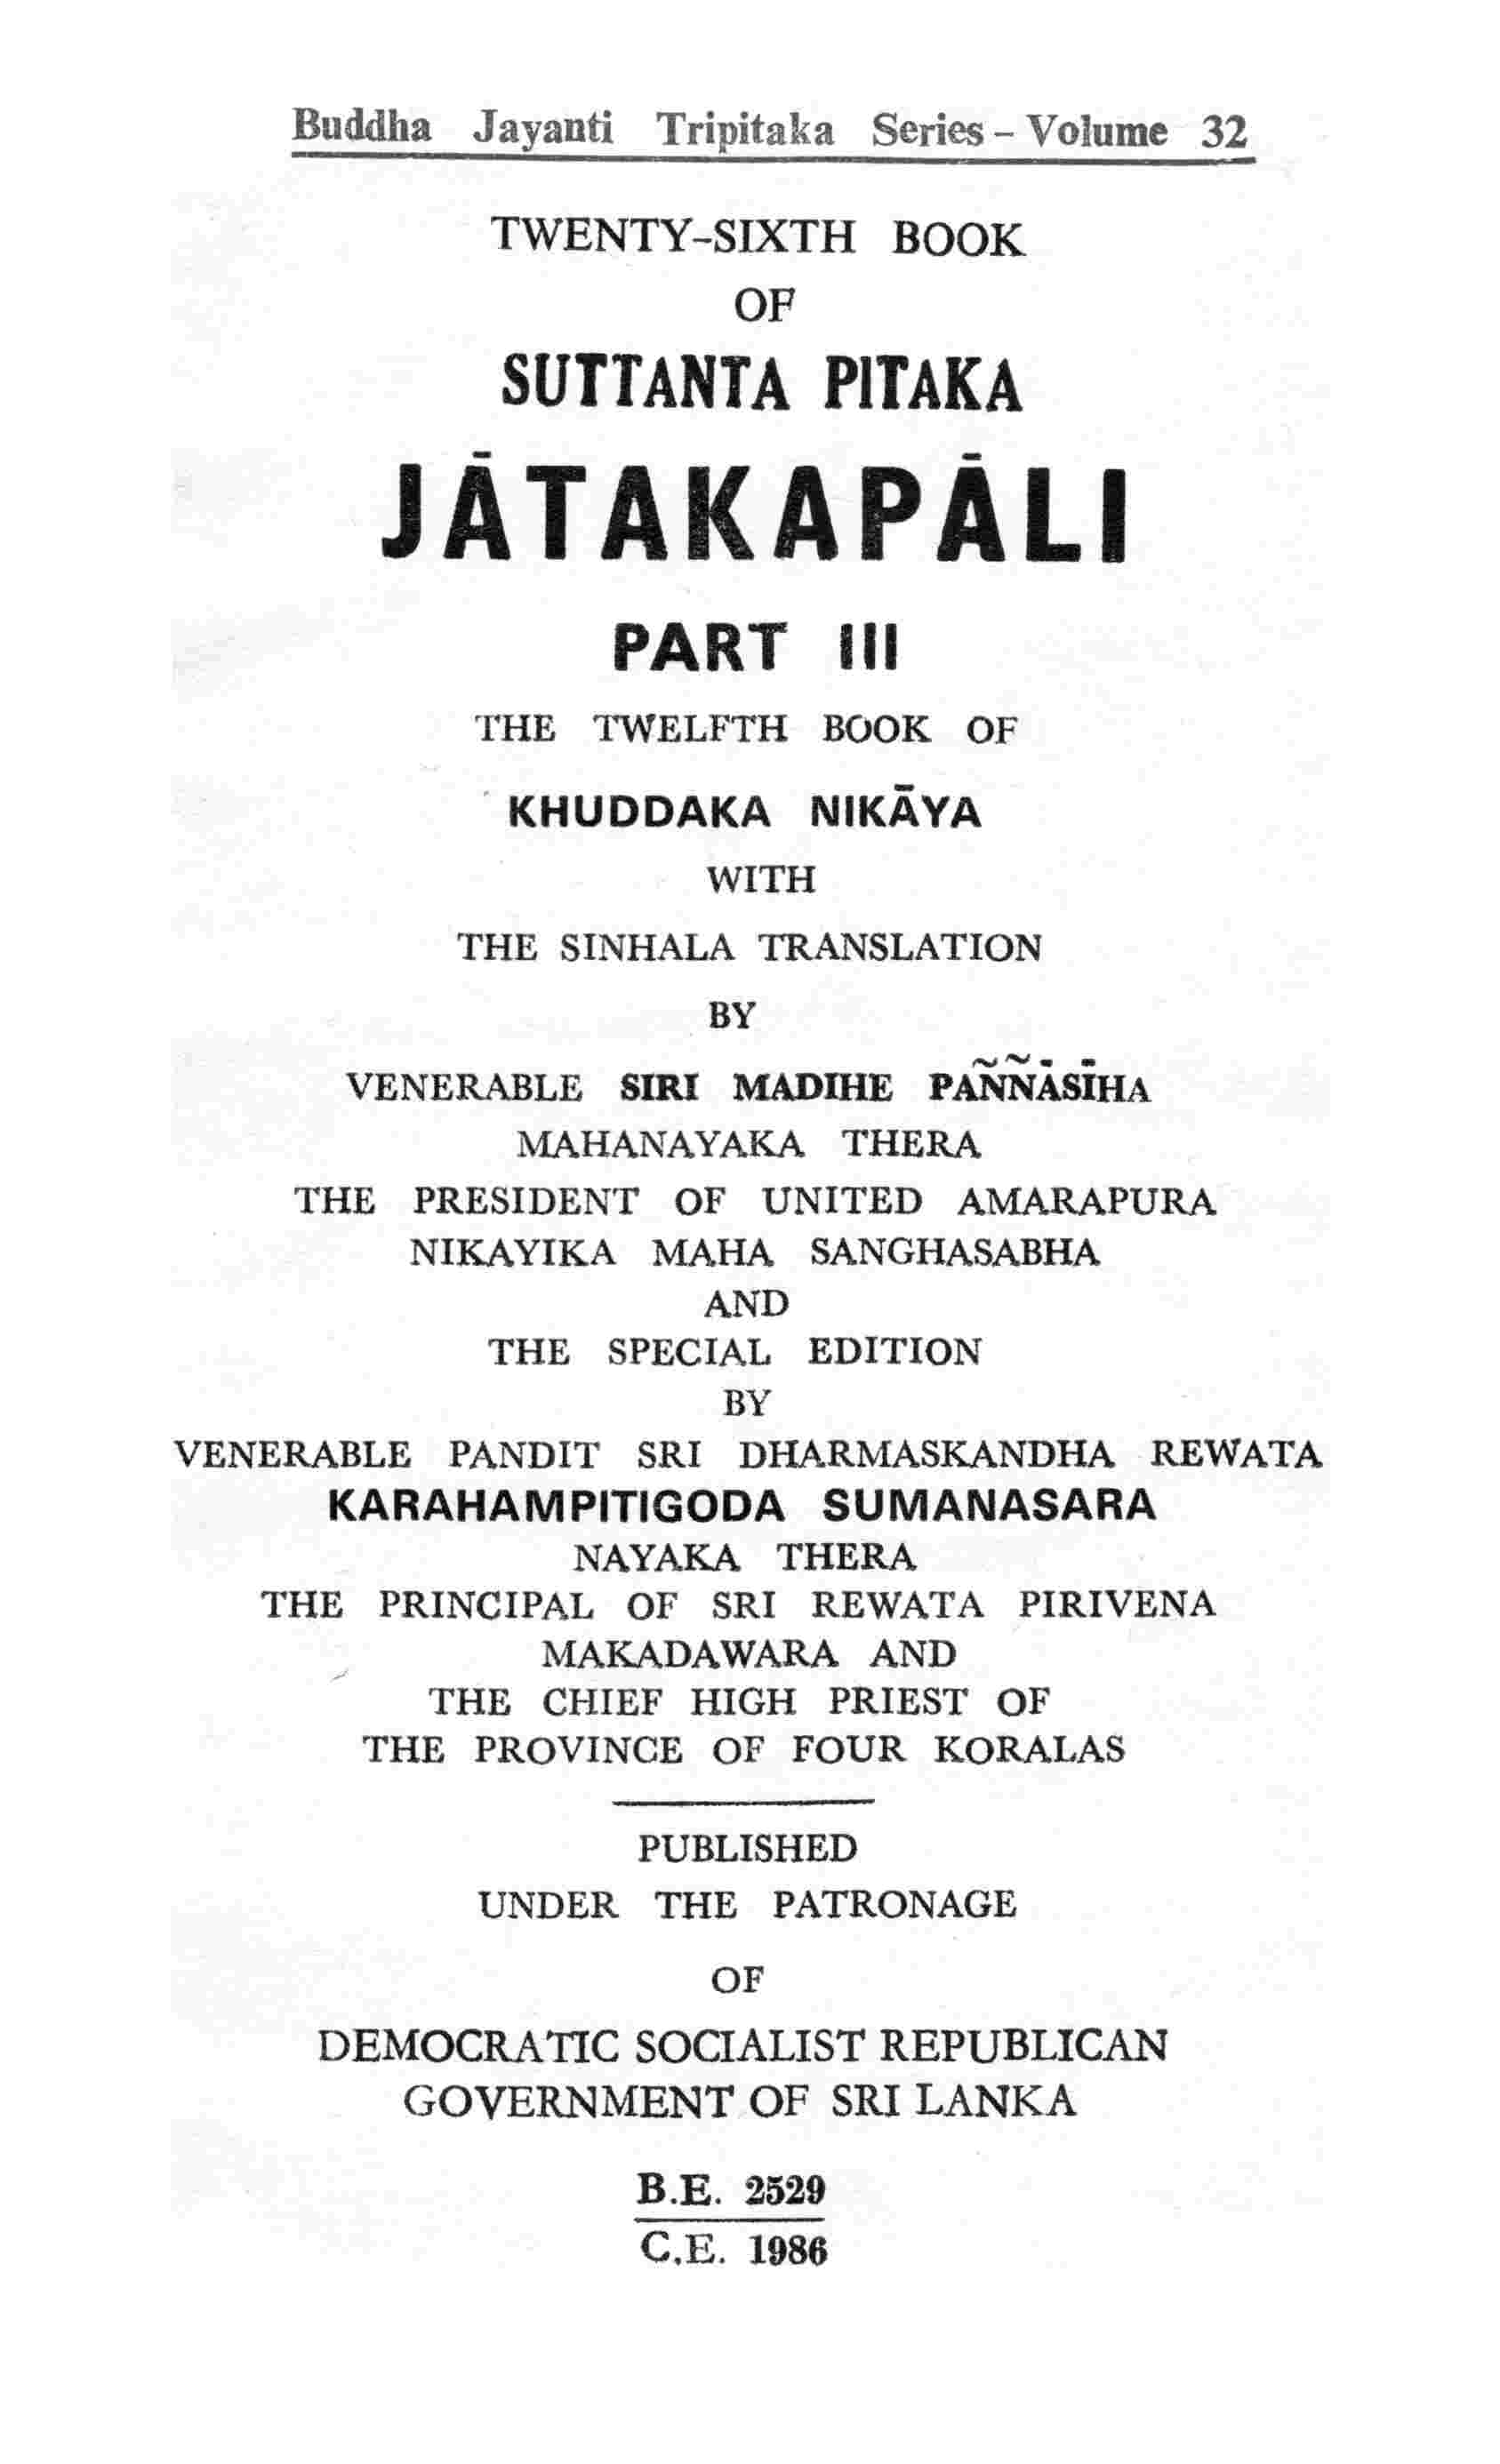 Buddha Jayanti Tripitaka Series - Volume 32
TWENTY-SIXTH BOOK
OF
SUTTANTA PITAKA
JĀTAKAPĀLI
PART III
THE TWELFTH BOOK OF
KHUDDAKA NIKĀYA
WITH
THE SINHALA TRANSLATION
BY
VENERABLE SIRI MADIHE PAÑÑĀSĪHA
MAHANAYAKA THERA
THE PRESIDENT OF UNITED AMARAPURA
NIKAYIKA MAHA SANGHASABHA
AND
THE SPECIAL EDITION
BY
VENERABLE PANDIT SRI DHARMASKANDHA REWATA
KARAHAMPITIGODA SUMANASARA
NAYAKA THERA
THE PRINCIPAL OF SRI REWATA PIRIVENA
MAKADAWARA AND
THE CHIEF HIGH PRIEST OF
THE PROVINCE OF FOUR KORALAS
PUBLISHED
UNDER THE PATRONAGE
OF
DEMOCRATIC SOCIALIST REPUBLICAN
GOVERNMENT OF SRI LANKA
B.E. 2529
C.E. 1986